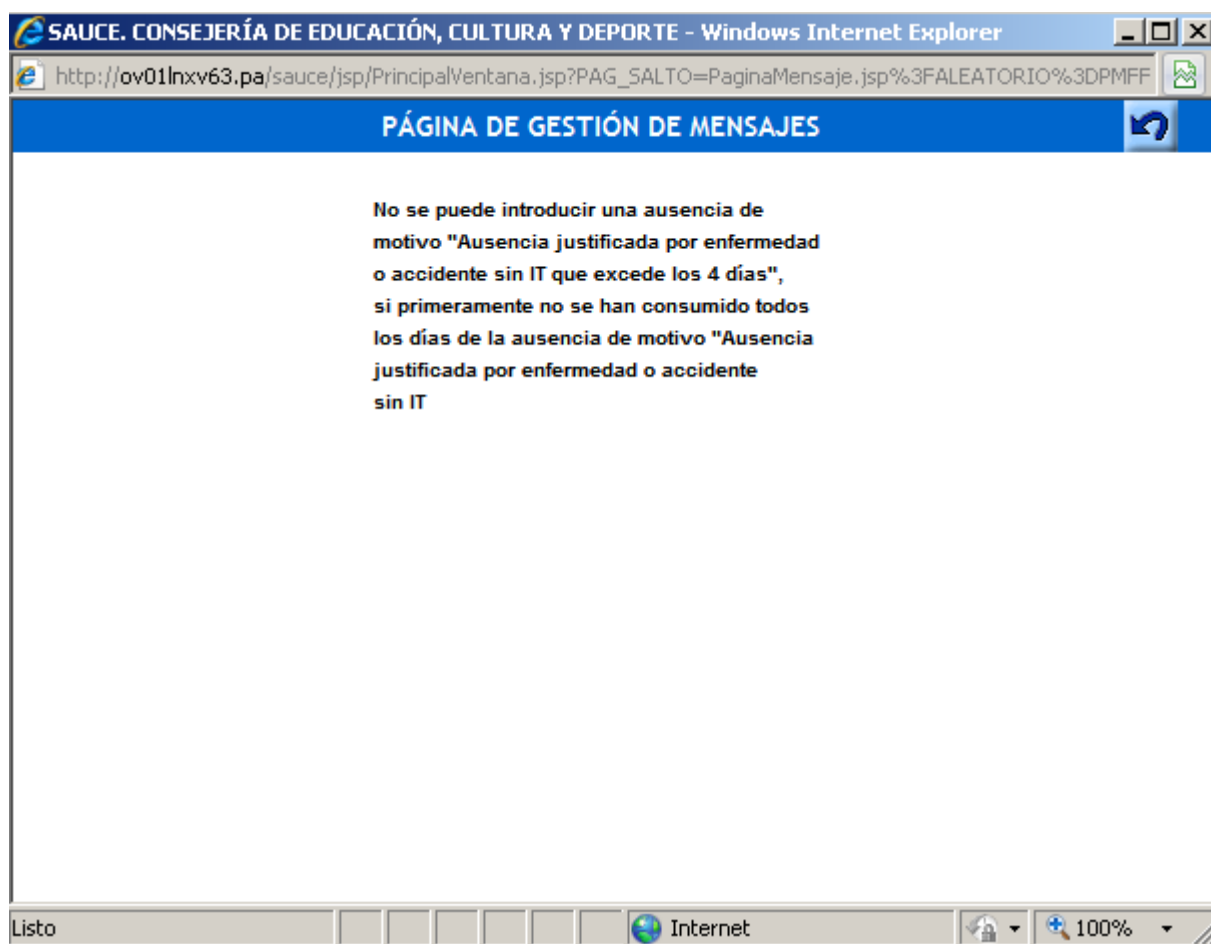 SAUCE. CONSEJERÍA DE EDUCACIÓN, CULTURA Y DEPORTE - Windows Internet Explorer
http://ov01lnxv63.pa/sauce/jsp/PrincipalVentana.jsp?PAG_SALTO=PaginaMensaje.jsp%3FALEATORIO%3DPMFF
PÁGINA DE GESTIÓN DE MENSAJES
No se puede introducir una ausencia de
motivo "Ausencia justificada por enfermedad
o accidente sin IT que excede los 4 días",
si primeramente no se han consumido todos
los días de la ausencia de motivo "Ausencia
justificada por enfermedad o accidente
sin IT
Listo
Internet
100%